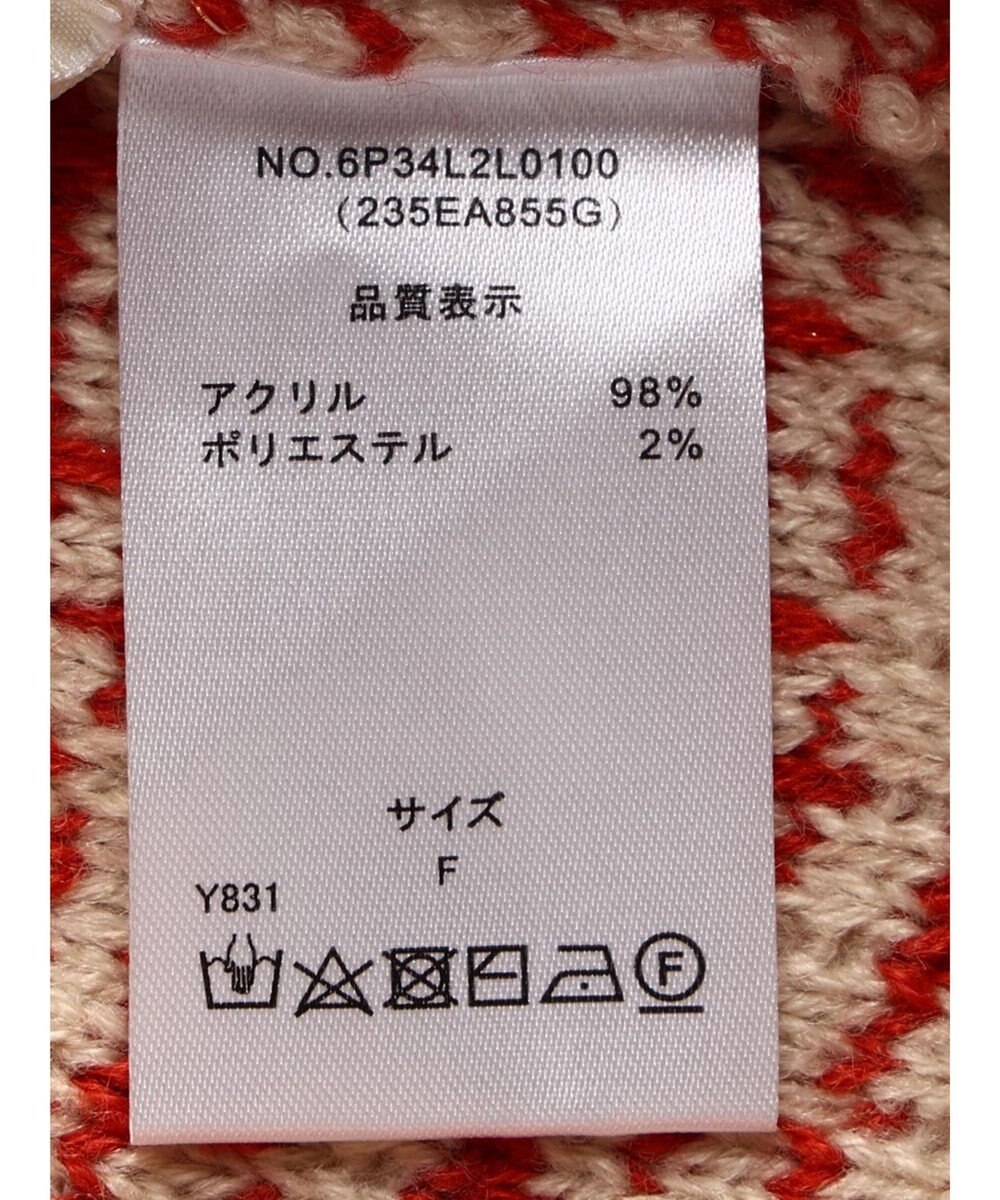 NO.6P34L2L0100
(235EA855G)
品質表示
アクリル 98%
ポリエステル 2%
サイズ
F
Y831
F